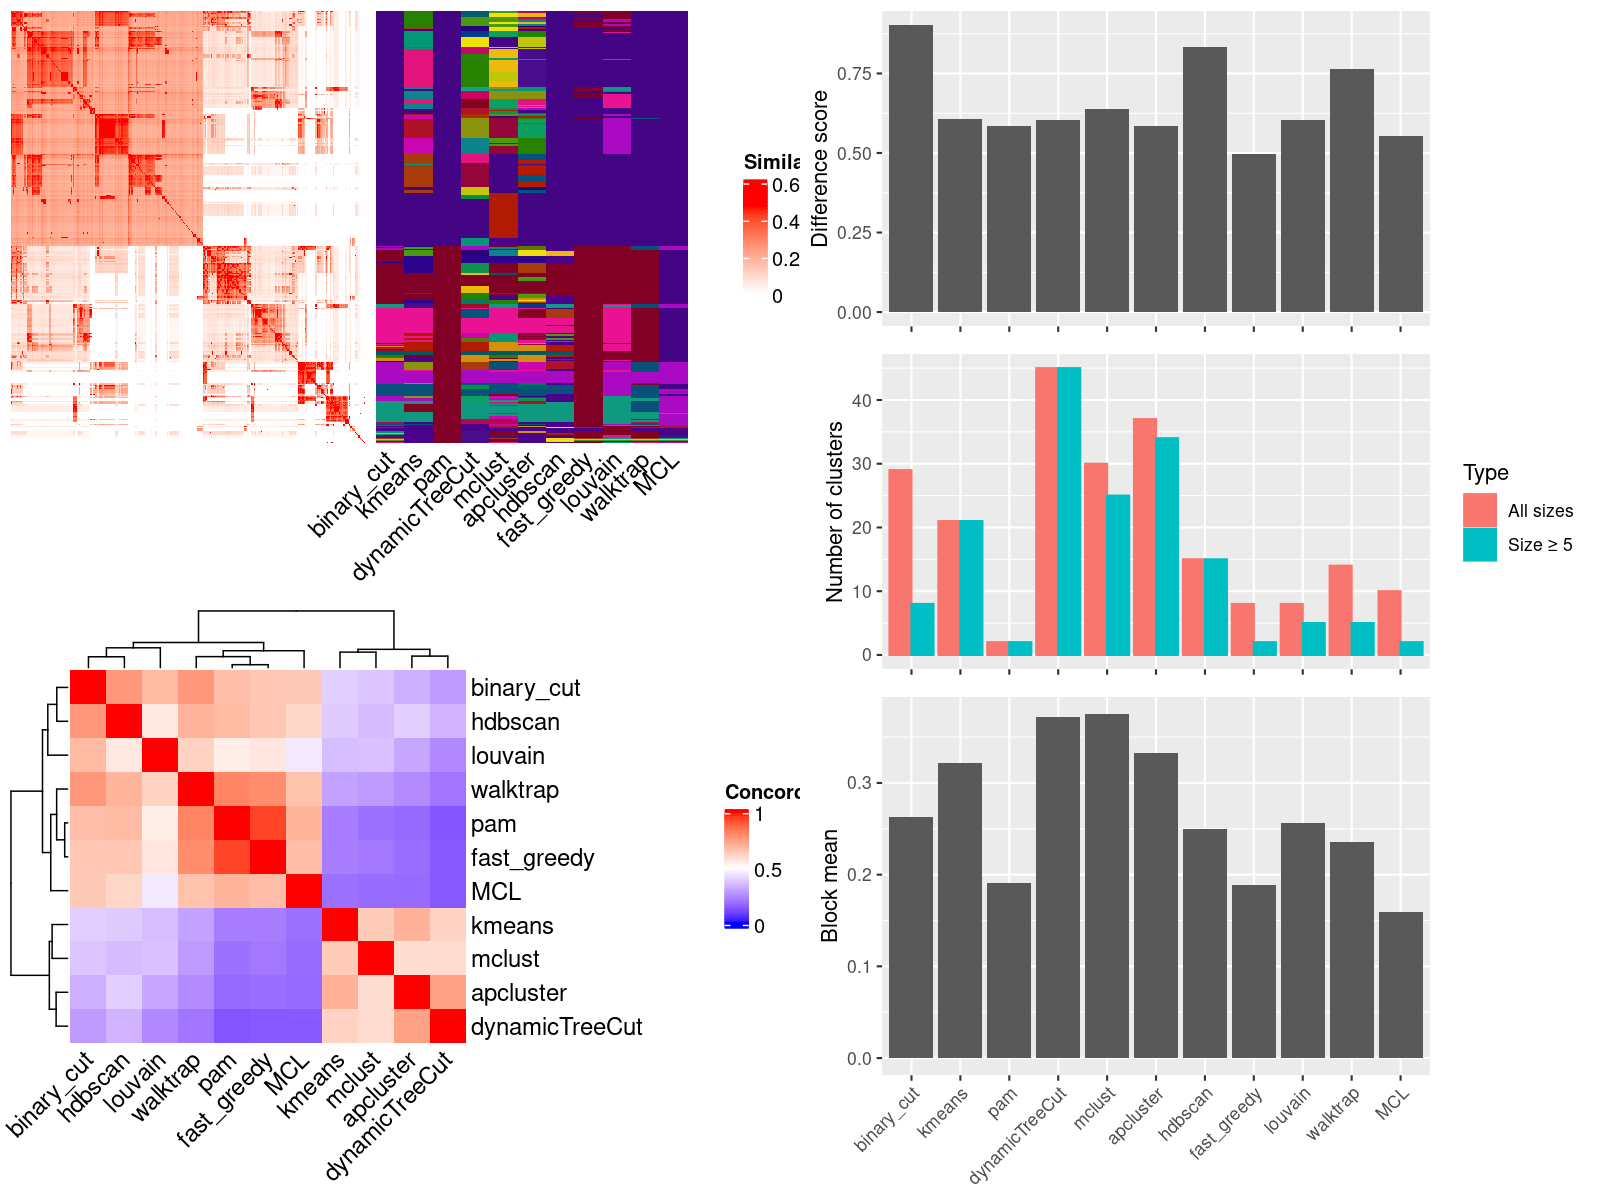 Simila
0.6
0.4
0.2
0
binary_cut
kmeans
pam
dynamicTreeCut
mclust
apcluster
hdbscan
fast_greedy
louvain
walktrap
MCL
Difference score
0.75
0.50
0.25
0.00
Number of clusters
40
30
20
10
0
Type
All sizes
Size ≥ 5
binary_cut
hdbscan
louvain
walktrap
pam
fast_greedy
MCL
kmeans
mclust
apcluster
dynamicTreeCut
binary_cut
hdbscan
louvain
walktrap
pam
fast_greedy
MCL
kmeans
mclust
apcluster
dynamicTreeCut
Concord
1
0.5
0
Block mean
0.3
0.2
0.1
0.0
binary_cut
kmeans
pam
dynamicTreeCut
mclust
apcluster
hdbscan
fast_greedy
louvain
walktrap
MCL